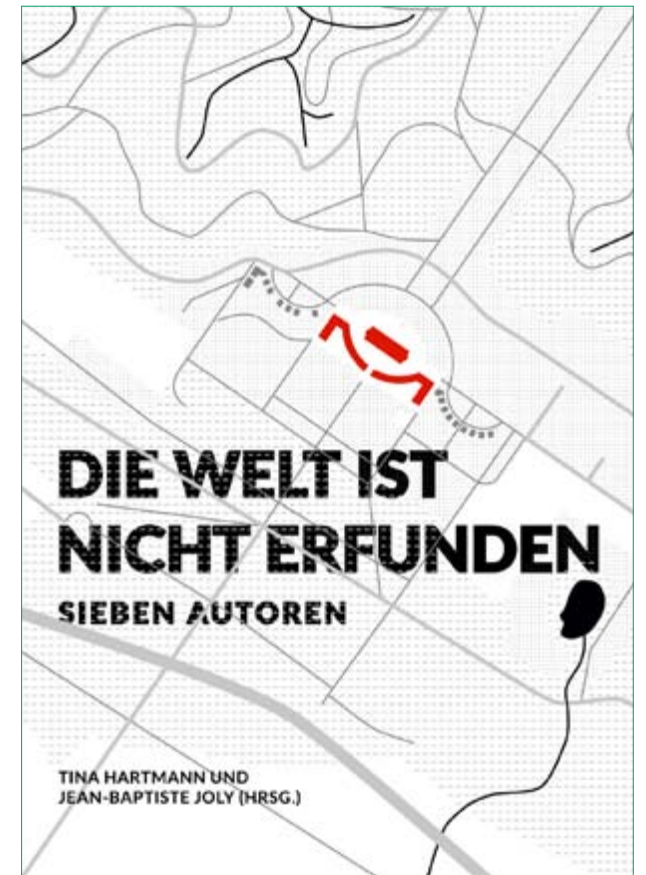 DIE WELT IST
NICHT ERFUNDEN
SIEBEN AUTOREN
TINA HARTMANN UND
JEAN-BAPTISTE JOLY (HRSG.)